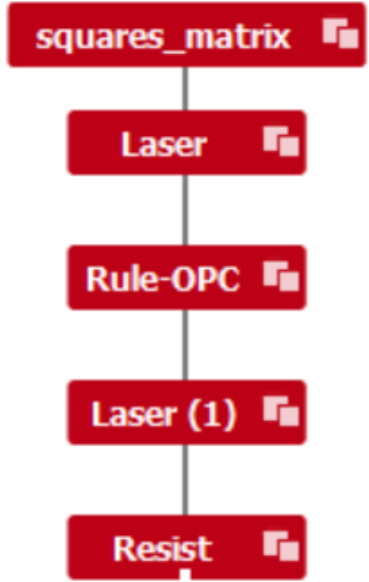 squares_matrix
Laser
Rule-OPC
Laser (1)
Resist